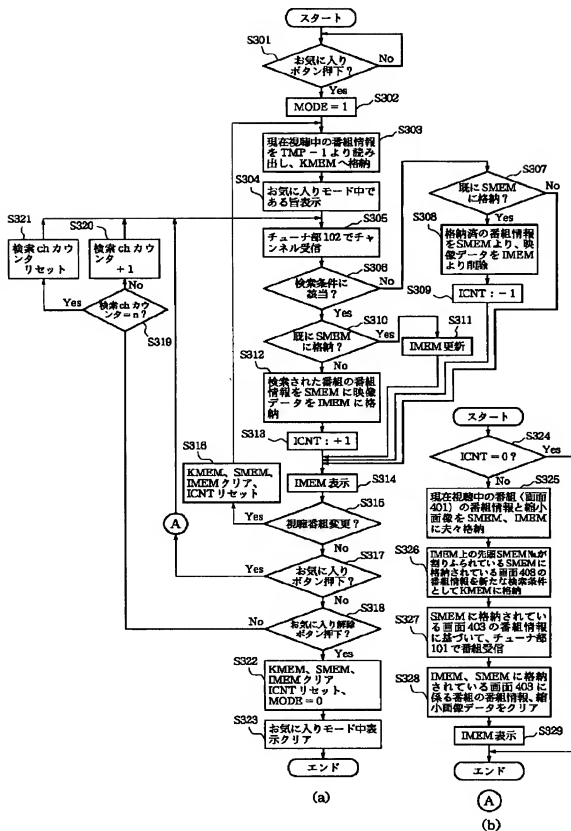 スタート
S301
お気に入り
ボタン押下?
No
Yes
MODE=1
S302
S303
現在視聴中の番組情報
をTMP-1より読み
出し、KMEMへ格納
S304
お気に入りモード中で
ある旨表示
S305
チューナ部102でチャ
ンネル受信
S306
検索条件に
該当?
No
Yes
S307
既にSMEM
に格納?
No
Yes
S308
格納済の番組情報
をSMEMより、映
像データをIMEM
より削除
S309
ICNT:-1
S310
既にSMEM
に格納?
Yes
S311
IMEM更新
No
S312
検索された番組の番組
情報をSMEMに映像
データをIMEMに格
納
S313
ICNT:+1
S314
IMEM表示
S315
視聴番組変更?
Yes
S316
KMEM、SMEM、
IMEMクリア、
ICNTリセット
No
S317
お気に入り
ボタン押下?
Yes
A
No
S318
お気に入り解除
ボタン押下?
No
Yes
S319
検索chカウ
ンタ=n?
No
S320
検索chカウンタ
+1
Yes
S321
検索chカウンタ
リセット
S322
KMEM、SMEM、
IMEMクリア
ICNTリセット、
MODE=0
S323
お気に入りモード中表
示クリア
エンド
(a)
スタート
S324
ICNT=0?
Yes
No
S325
現在視聴中の番組(画面
401)の番組情報と縮小
画像をSMEM、IMEM
に夫々格納
S326
IMEM上の先頭SMEM№が
割りふられているSMEMに
格納されている画面403の
番組情報を新たな検索条件
としてKMEMに格納
S327
SMEMに格納されてい
る画面403の番組情報
に基づいて、チューナ部
101で番組受信
S328
IMEM、SMEMに格納
されている画面403に
係る番組の番組情報、縮
小画像データをクリア
IMEM表示
S329
エンド
A
(b)